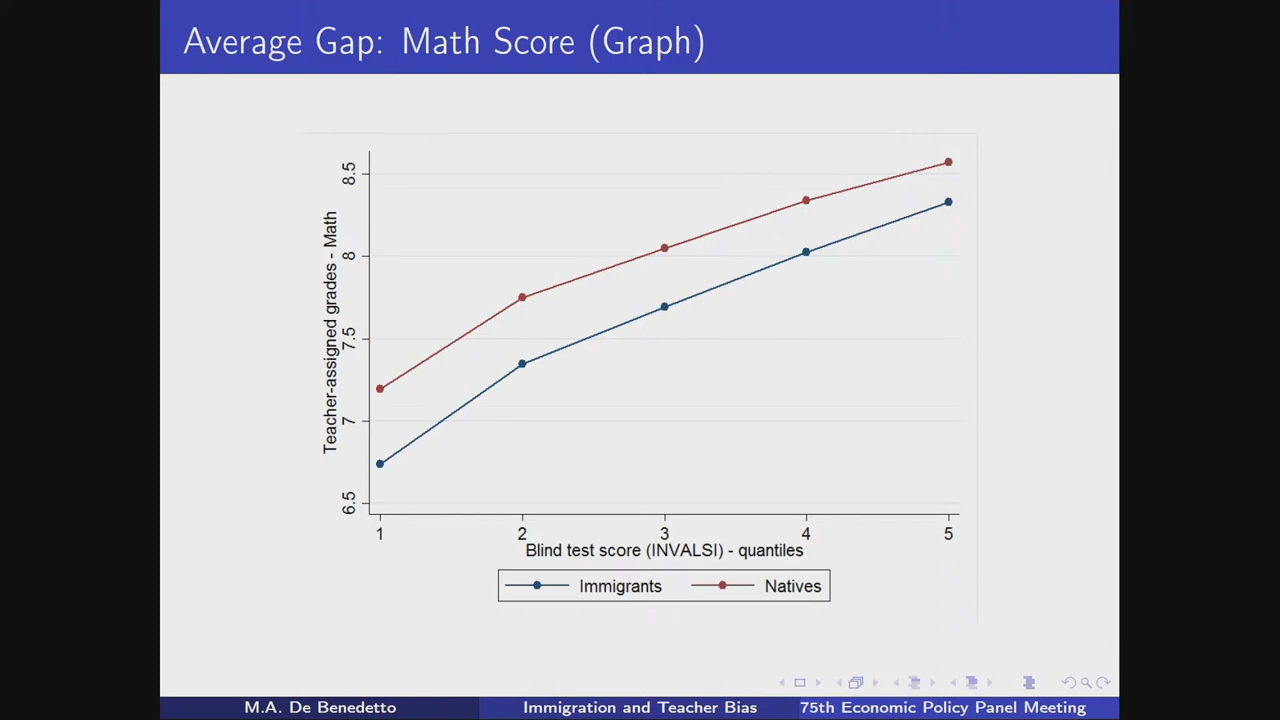 Average Gap: Math Score (Graph)
Teacher-assigned grades - Math
8.5
8
7.5
7
6.5
1 2 3 4 5
Blind test score (INVALSI) - quantiles
Immigrants Natives
M.A. De Benedetto Immigration and Teacher Bias 75th Economic Policy Panel Meeting